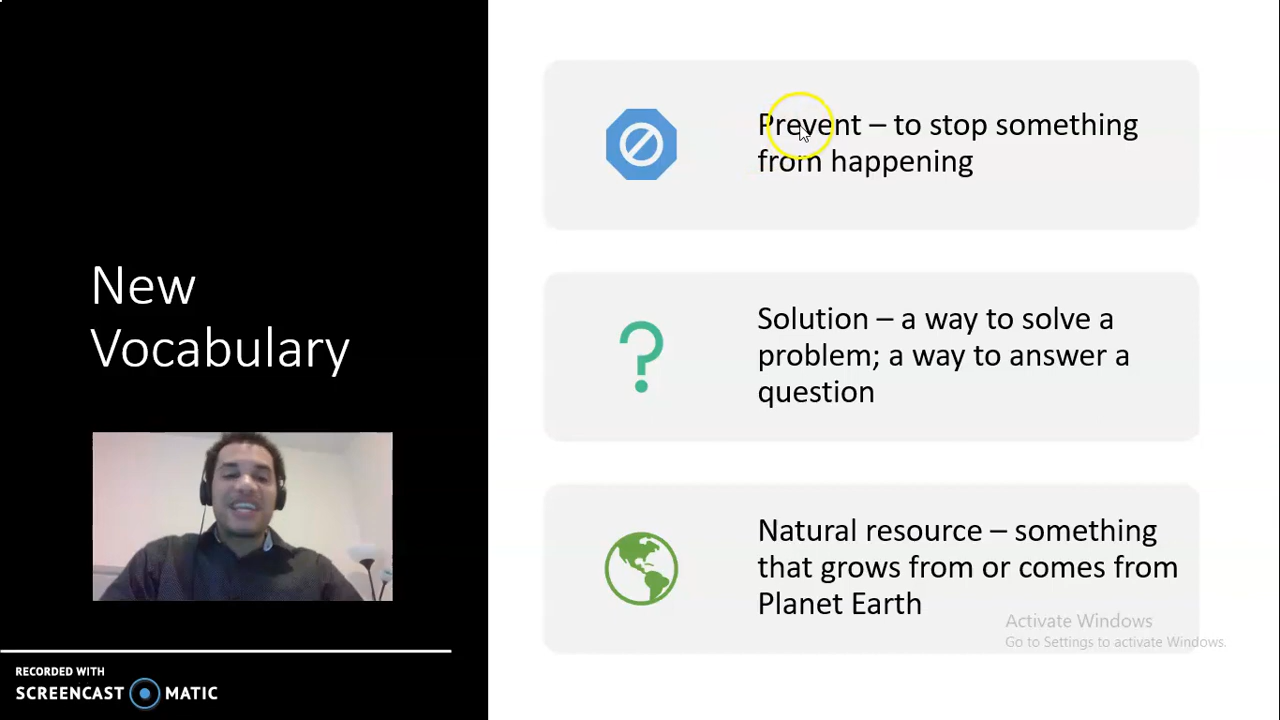 New
Vocabulary
Prevent – to stop something
from happening
Solution – a way to solve a
problem; a way to answer a
question
Natural resource – something
that grows from or comes from
Planet Earth
Activate Windows
Go to Settings to activate Windows.
RECORDED WITH
SCREENCAST MATIC